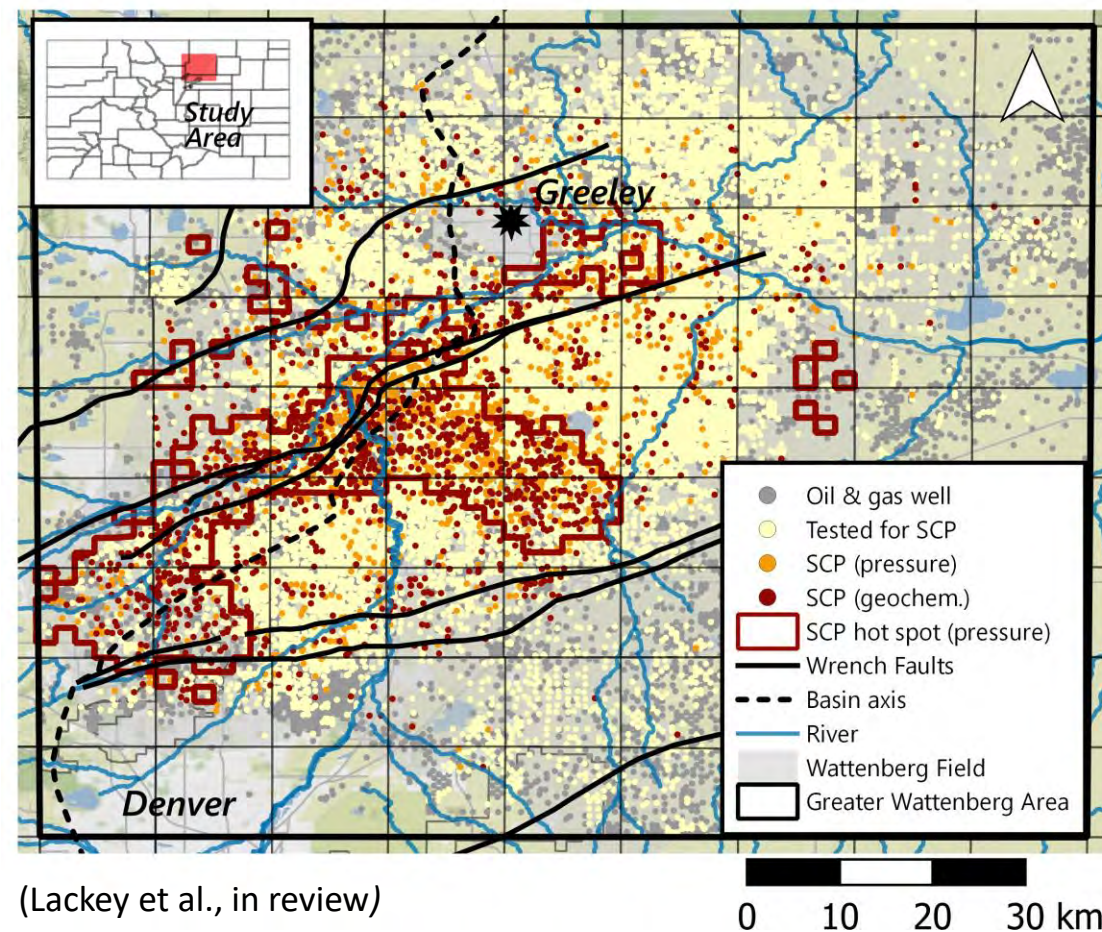 Study
Area
Greeley
Denver
Oil & gas well
Tested for SCP
SCP (pressure)
SCP (geochem.)
SCP hot spot (pressure)
Wrench Faults
Basin axis
River
Wattenberg Field
Greater Wattenberg Area
(Lackey et al., in review)
0 10 20 30 km